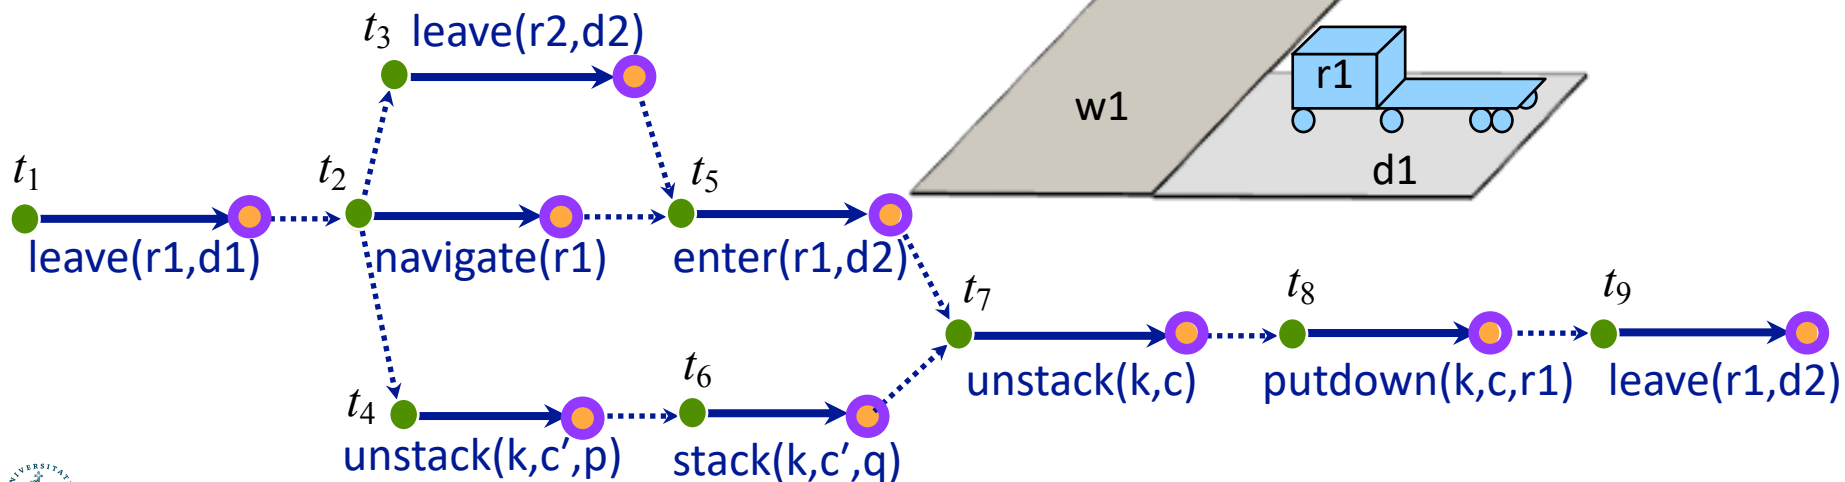 t3 leave(r2,d2)
r1
w1
d1
t1
t2
t5
leave(r1,d1)
navigate(r1)
enter(r1,d2)
t7
t8
t9
t4
t6
unstack(k,c)
putdown(k,c,r1)
leave(r1,d2)
unstack(k,c′,p)
stack(k,c′,q)